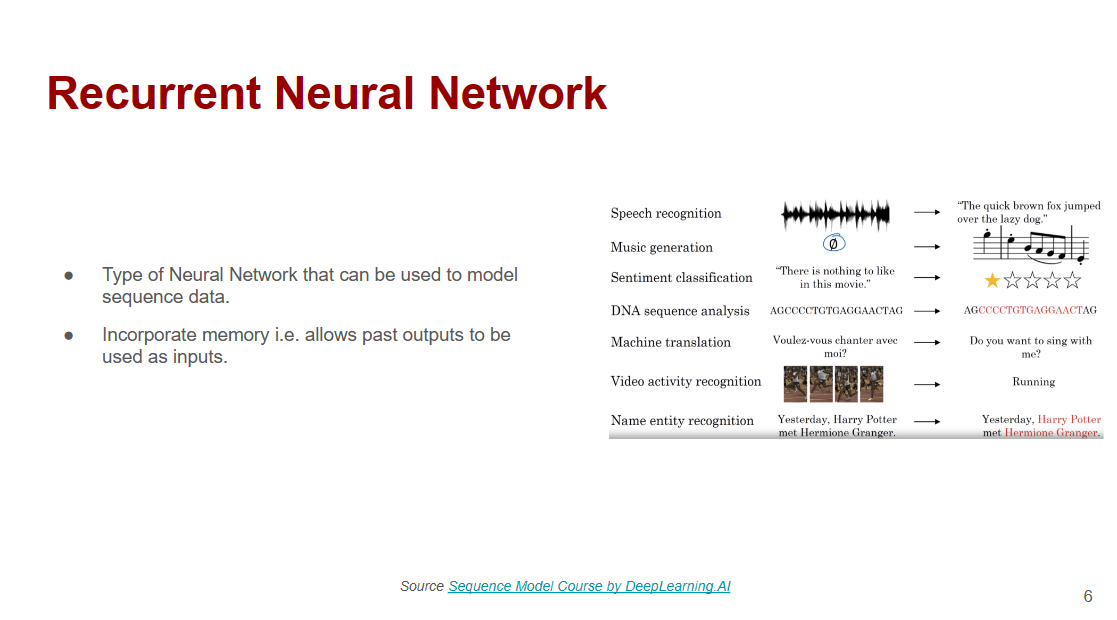 Recurrent Neural Network
● Type of Neural Network that can be used to model
sequence data.
● Incorporate memory i.e. allows past outputs to be
used as inputs.
Speech recognition
“The quick brown fox jumped
over the lazy dog.”
Music generation
Ø
Sentiment classification
“There is nothing to like
in this movie.”
DNA sequence analysis
AGCCCCTGTGAGGAACTAG
AGCCCCTGTGAGGAACTAG
Machine translation
Voulez-vous chanter avec
moi?
Do you want to sing with
me?
Video activity recognition
Running
Name entity recognition
Yesterday, Harry Potter
met Hermione Granger.
Yesterday, Harry Potter
met Hermione Granger.
Source Sequence Model Course by DeepLearning.AI
6